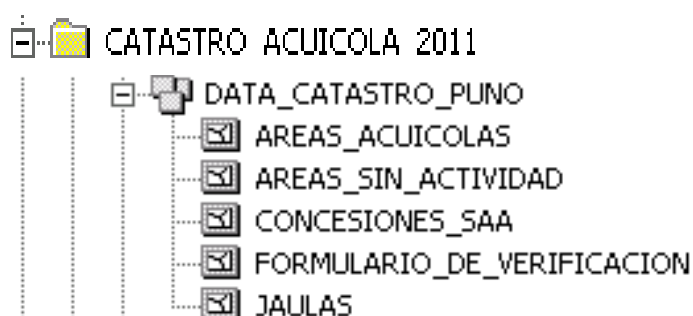 CATASTRO ACUICOLA 2011
DATA_CATASTRO_PUNO
AREAS_ACUICOLAS
AREAS_SIN_ACTIVIDAD
CONCESIONES_SAA
FORMULARIO_DE_VERIFICACION
JAULAS